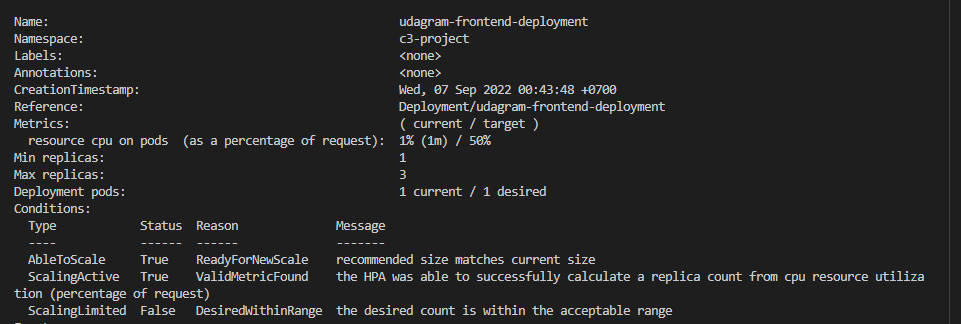 Name: udagram-frontend-deployment
Namespace: c3-project
Labels: <none>
Annotations: <none>
CreationTimestamp: Wed, 07 Sep 2022 00:43:48 +0700
Reference: Deployment/udagram-frontend-deployment
Metrics: ( current / target )
resource cpu on pods (as a percentage of request): 1% (1m) / 50%
Min replicas: 1
Max replicas: 3
Deployment pods: 1 current / 1 desired
Conditions:
Type Status Reason Message
---- ------ ------ -------
AbleToScale True ReadyForNewScale recommended size matches current size
ScalingActive True ValidMetricFound the HPA was able to successfully calculate a replica count from cpu resource utiliza
tion (percentage of request)
ScalingLimited False DesiredWithinRange the desired count is within the acceptable range